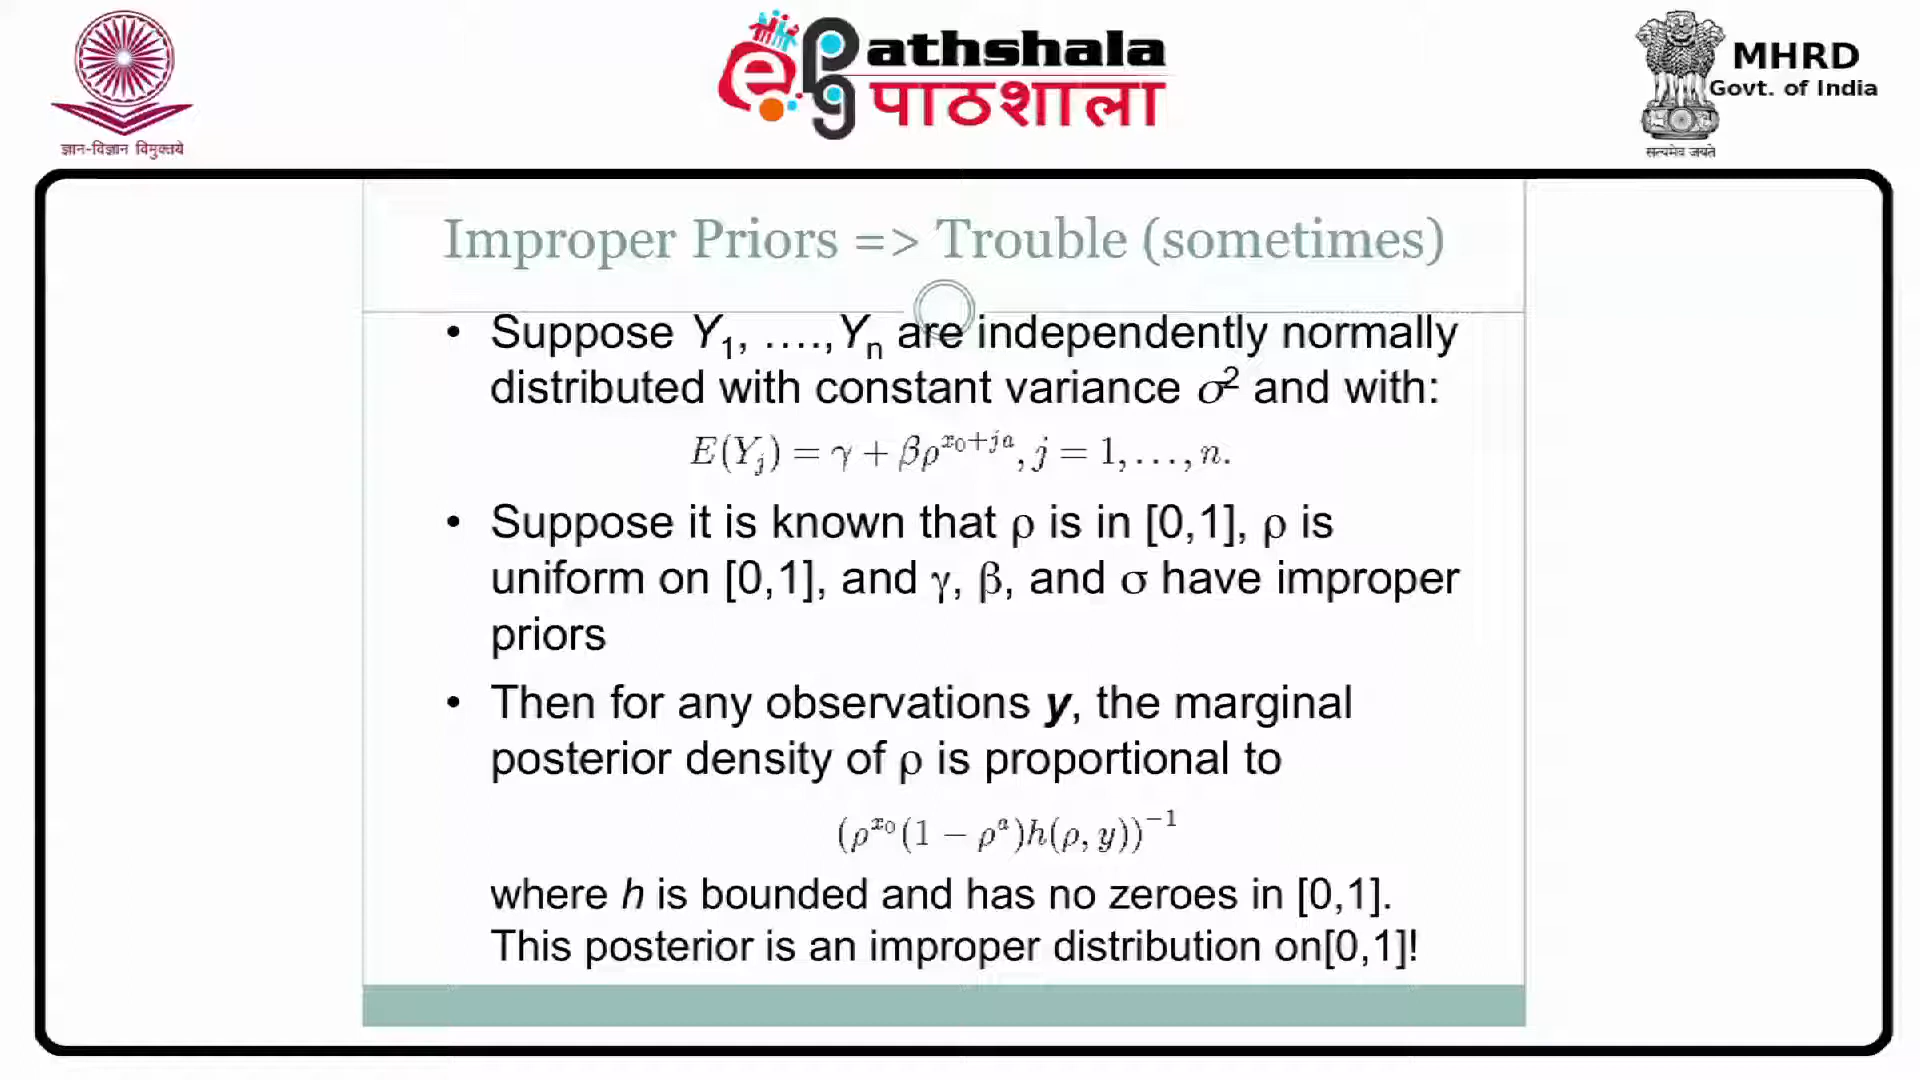 ज्ञान-विज्ञान विमुक्तये
ePg athshala
पाठशाला
MHRD
Govt. of India
सत्यमेव जयते
Improper Priors => Trouble (sometimes)
• Suppose Y₁, ….,Yₙ are independently normally
distributed with constant variance σ² and with:
E(Y_j) = γ + βρ^{x₀+ja}, j = 1, . . . , n.
• Suppose it is known that ρ is in [0,1], ρ is
uniform on [0,1], and γ, β, and σ have improper
priors
• Then for any observations y, the marginal
posterior density of ρ is proportional to
(ρ^{x₀}(1 − ρ^a)h(ρ, y))^{−1}
where h is bounded and has no zeroes in [0,1].
This posterior is an improper distribution on[0,1]!